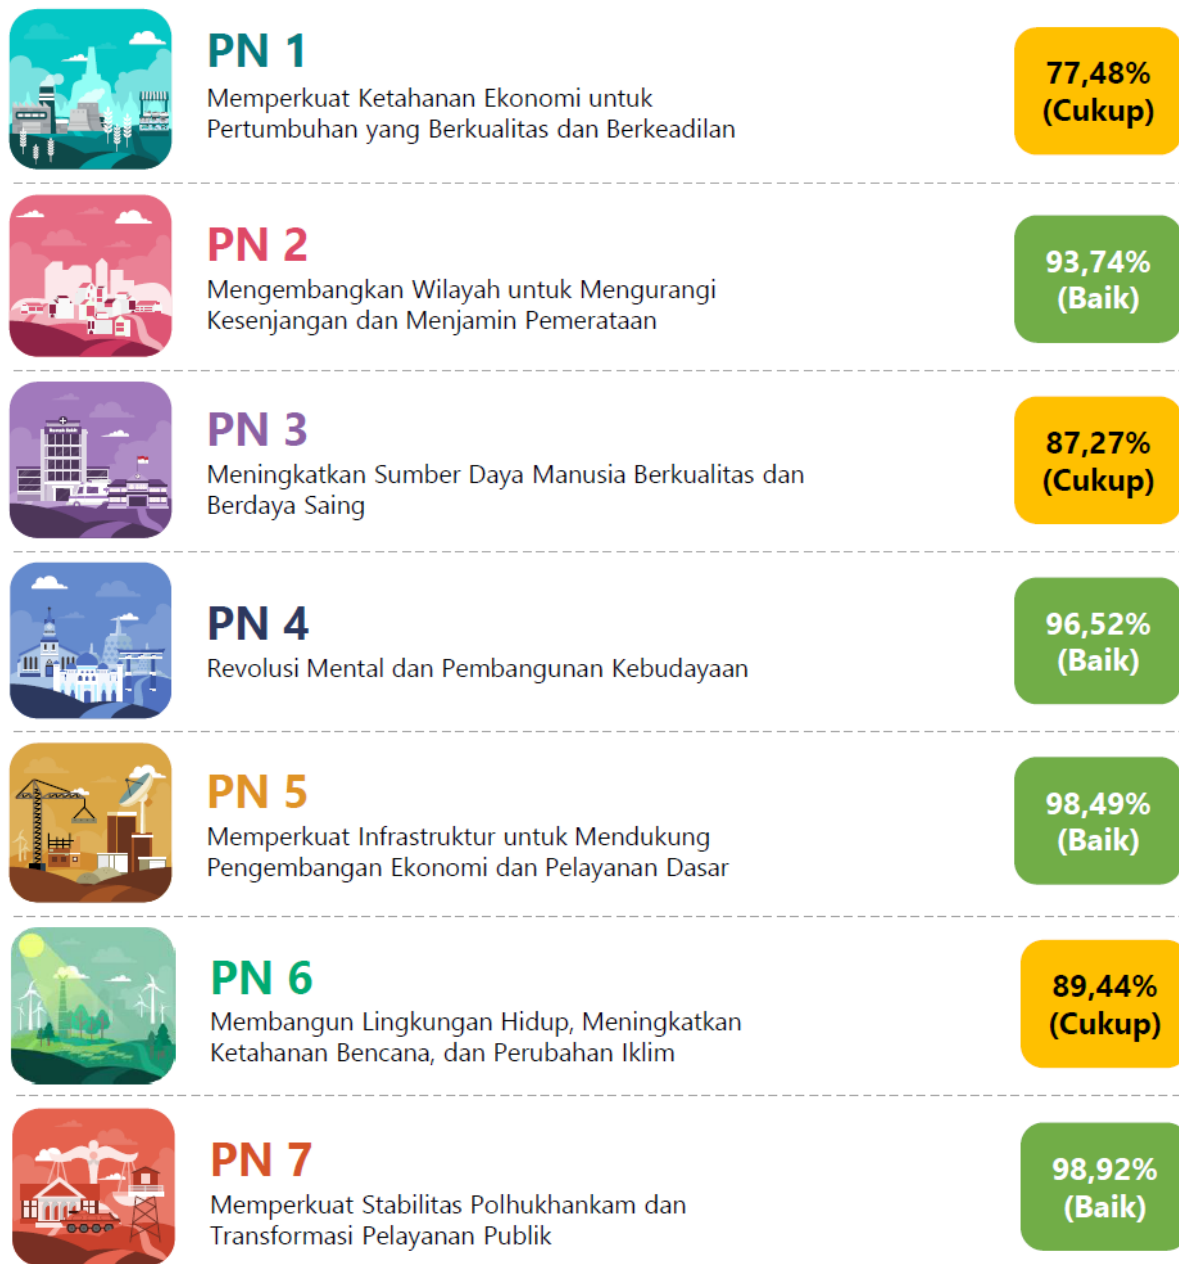 PN 1
Memperkuat Ketahanan Ekonomi untuk
Pertumbuhan yang Berkualitas dan Berkeadilan
77,48%
(Cukup)
PN 2
Mengembangkan Wilayah untuk Mengurangi
Kesenjangan dan Menjamin Pemerataan
93,74%
(Baik)
PN 3
Meningkatkan Sumber Daya Manusia Berkualitas dan
Berdaya Saing
87,27%
(Cukup)
PN 4
Revolusi Mental dan Pembangunan Kebudayaan
96,52%
(Baik)
PN 5
Memperkuat Infrastruktur untuk Mendukung
Pengembangan Ekonomi dan Pelayanan Dasar
98,49%
(Baik)
PN 6
Membangun Lingkungan Hidup, Meningkatkan
Ketahanan Bencana, dan Perubahan Iklim
89,44%
(Cukup)
PN 7
Memperkuat Stabilitas Polhukhankam dan
Transformasi Pelayanan Publik
98,92%
(Baik)